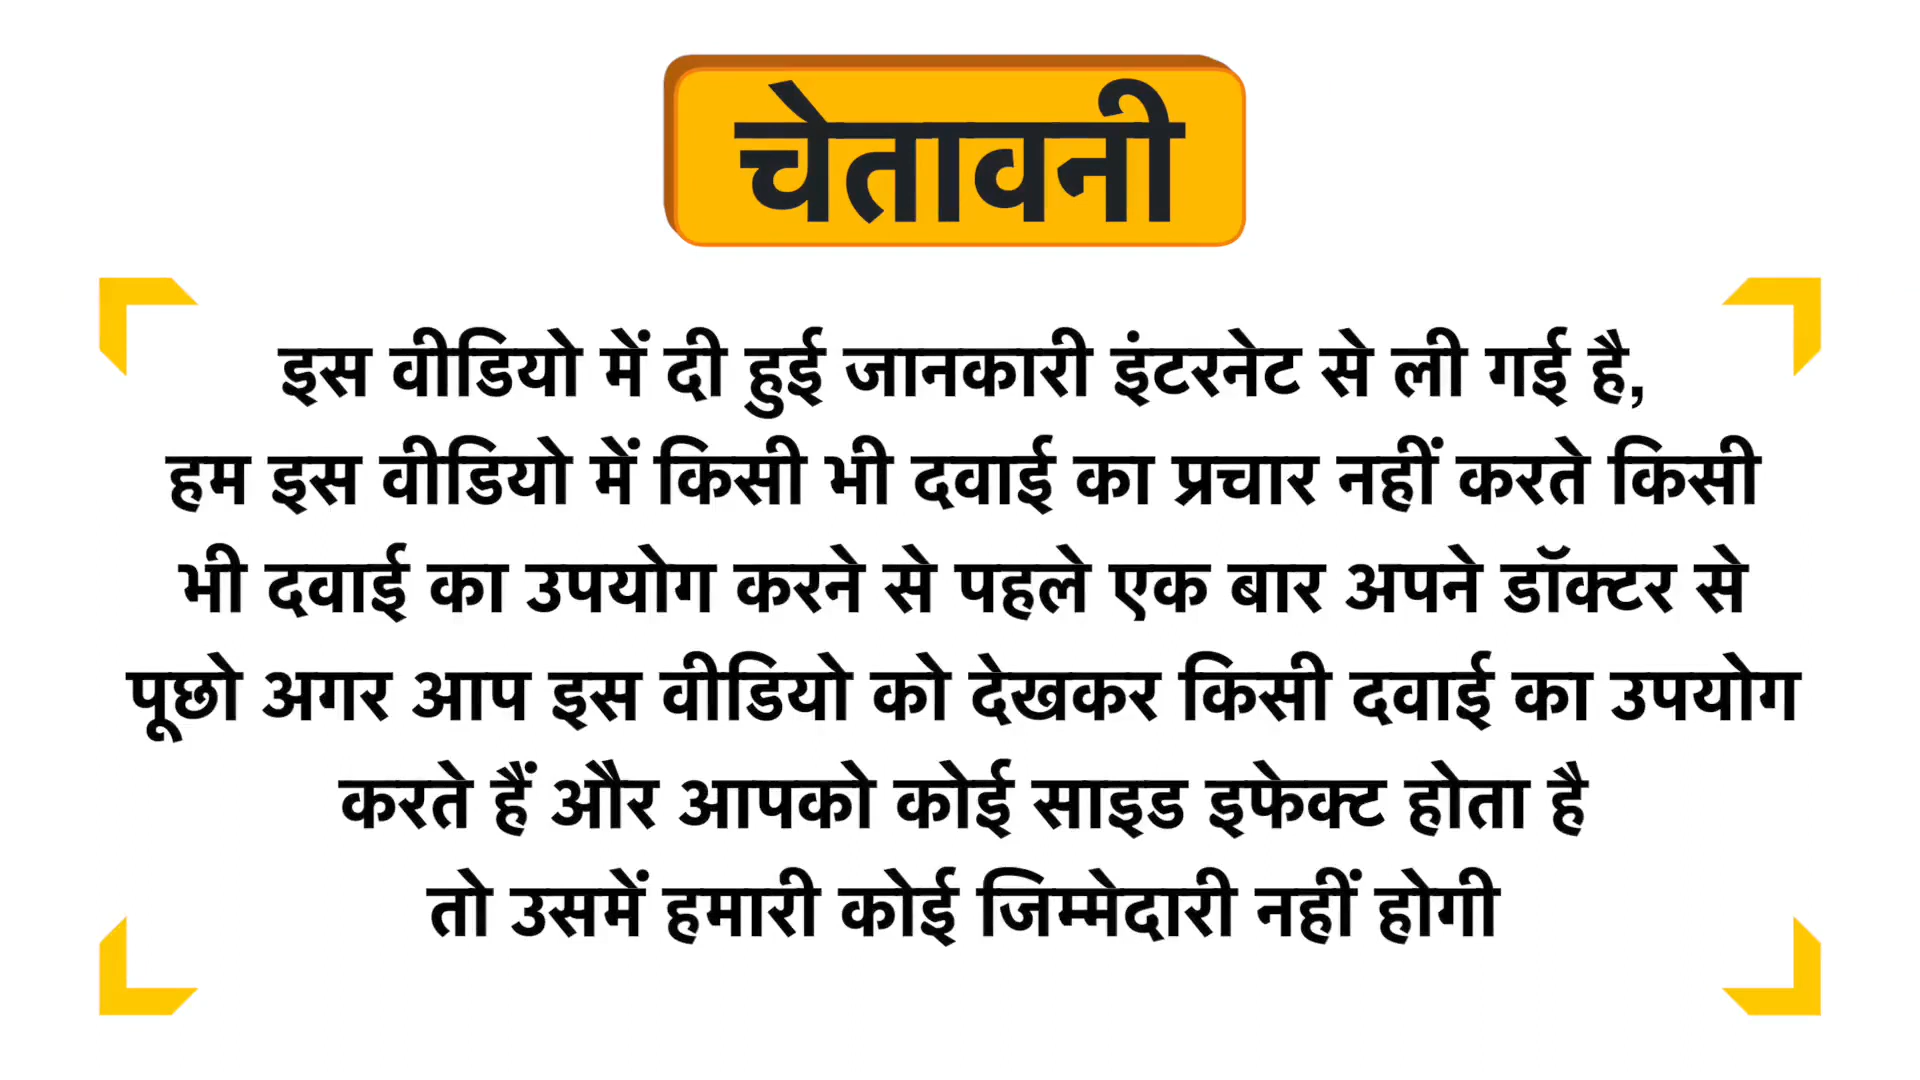 चेतावनी
इस वीडियो में दी हुई जानकारी इंटरनेट से ली गई है,
हम इस वीडियो में किसी भी दवाई का प्रचार नहीं करते किसी
भी दवाई का उपयोग करने से पहले एक बार अपने डॉक्टर से
पूछो अगर आप इस वीडियो को देखकर किसी दवाई का उपयोग
करते हैं और आपको कोई साइड इफेक्ट होता है
तो उसमें हमारी कोई जिम्मेदारी नहीं होगी